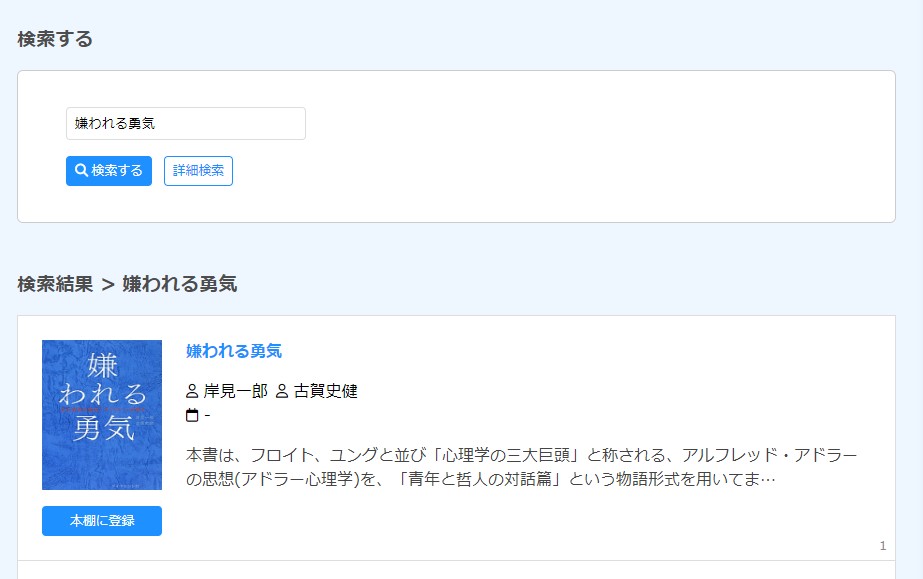 検索する
嫌われる勇気
検索する 詳細検索
検索結果 > 嫌われる勇気
嫌
われる
勇気
嫌われる勇気
岸見一郎 古賀史健
-
本書は、フロイト、ユングと並び「心理学の三大巨頭」と称される、アルフレッド・アドラー
の思想(アドラー心理学)を、「青年と哲人の対話篇」という物語形式を用いてま…
本棚に登録
1